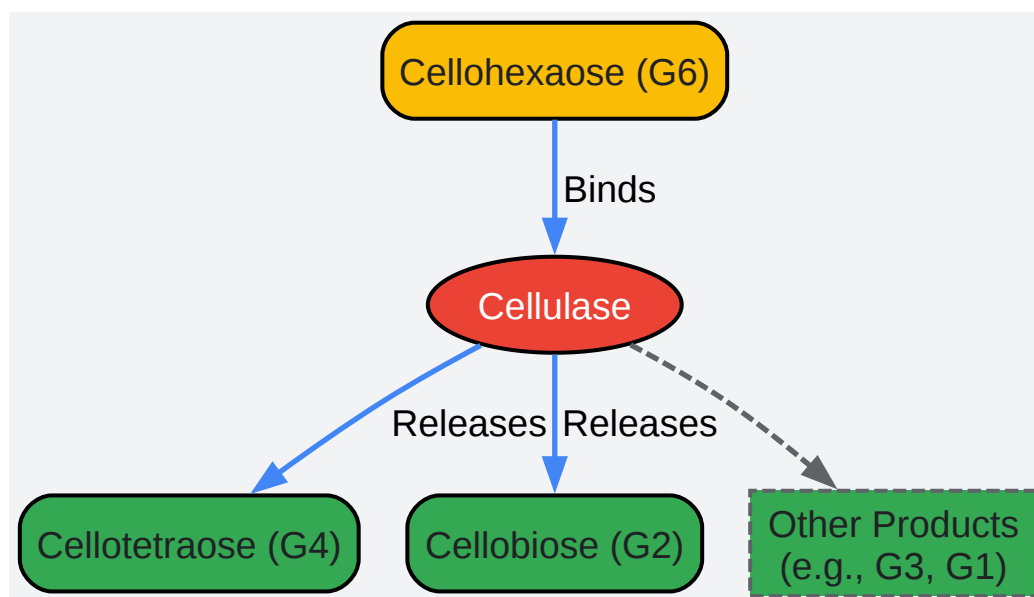 Cellohexaose (G6)
Binds
Cellulase
Releases
Releases
Cellotetraose (G4)
Cellobiose (G2)
Other Products
(e.g., G3, G1)